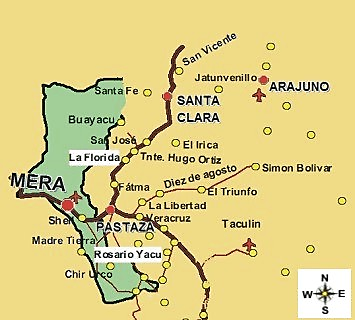 San Vicente
Jatunvenillo
ARAJUNO
Santa Fe
SANTA
CLARA
Buayacu
San José
El Irica
La Florida
Tnte. Hugo Ortiz
Simon Bolivar
MERA
Fátma
Diez de agosto
El Triunfo
La Libertad
Shell
PASTAZA
Veracruz
Taculin
Madre Tierra
Rosario Yacu
Chir Urco
N
W
E
S